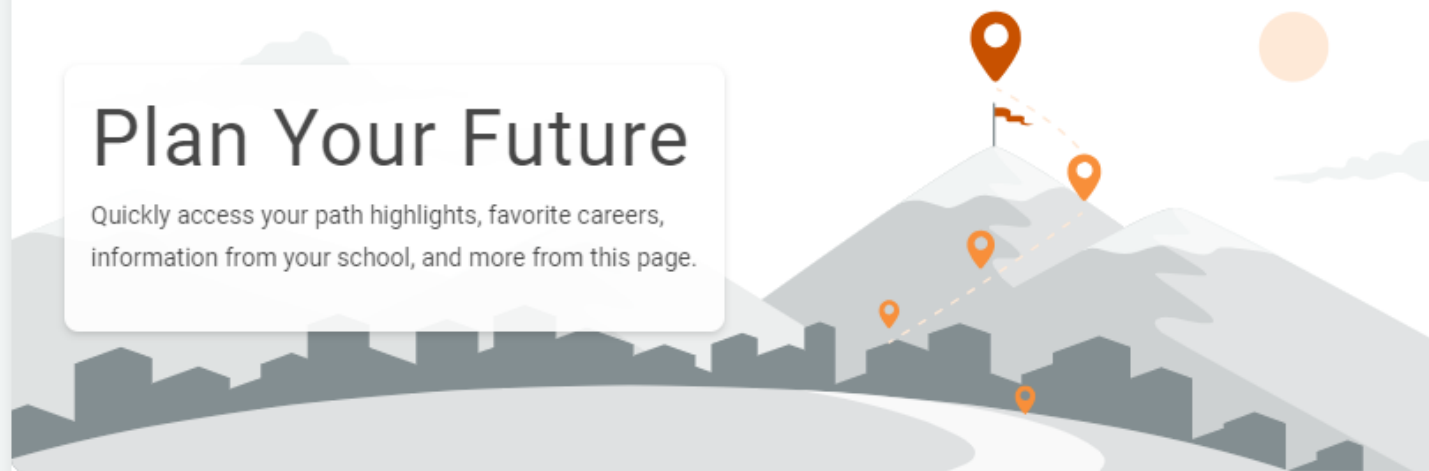 Plan Your Future
Quickly access your path highlights, favorite careers,
information from your school, and more from this page.